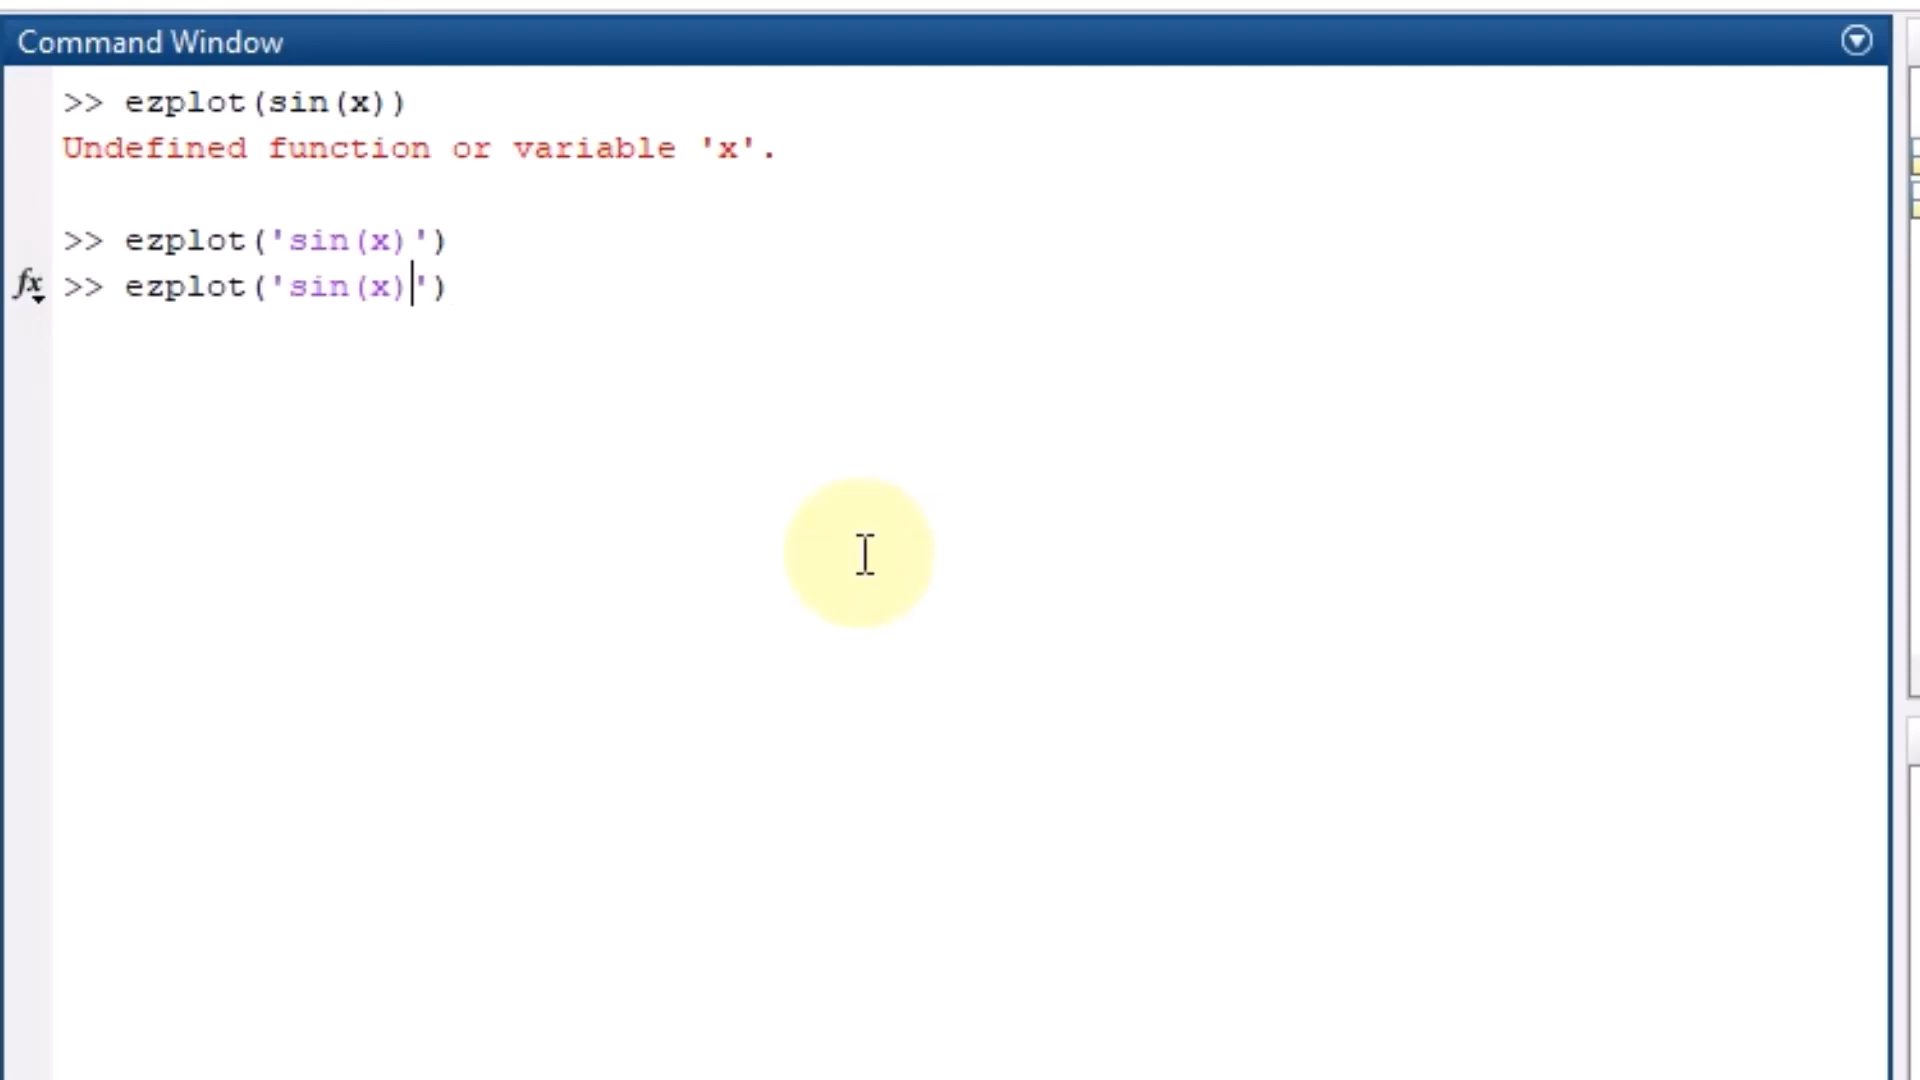 Command Window
>> ezplot(sin(x))
Undefined function or variable 'x'.
>> ezplot('sin(x)')
fx >> ezplot('sin(x)')